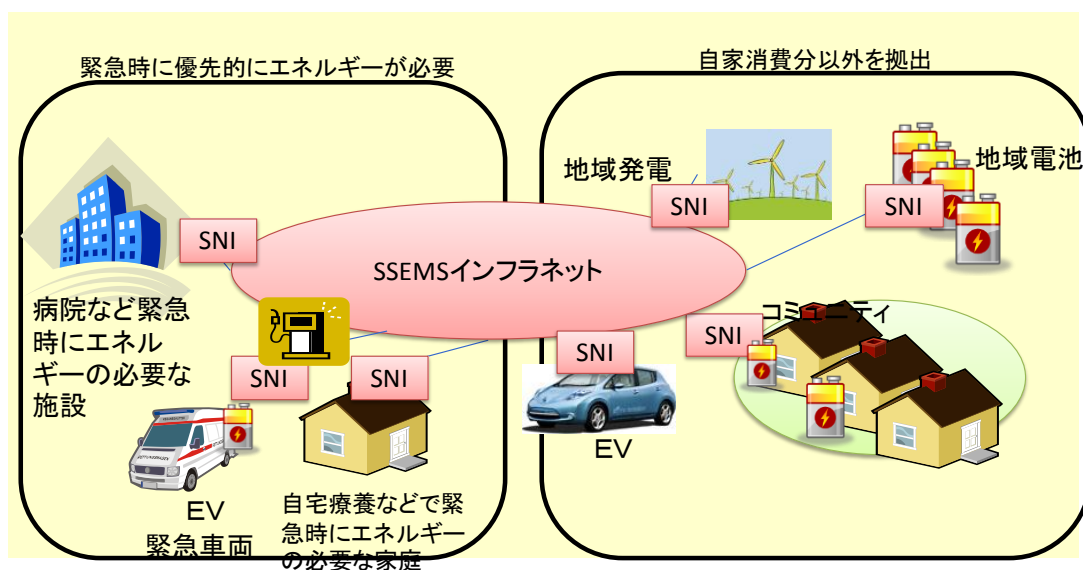 緊急時に優先的にエネルギーが必要
自家消費分以外を拠出
地域発電
地域電池
SNI
SNI
SNI
SSEMSインフラネット
病院など緊急
時にエネル
ギーの必要な
施設
コミュニティ
SNI
SNI
SNI
SNI
EV
緊急車両
自宅療養などで緊
急時にエネルギー
の必要な家庭
EV